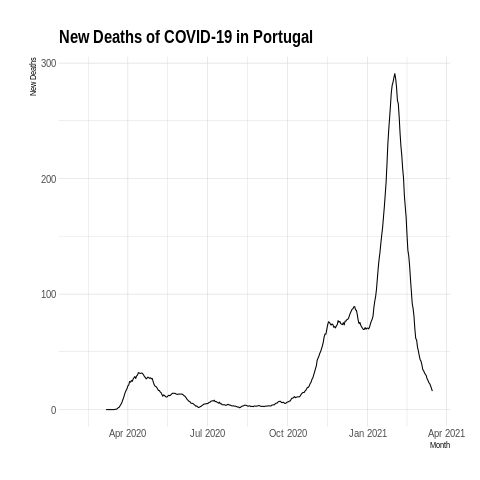 New Deaths of COVID-19 in Portugal
New Deaths
300
200
100
0
Apr 2020 Jul 2020 Oct 2020 Jan 2021 Apr 2021
Month